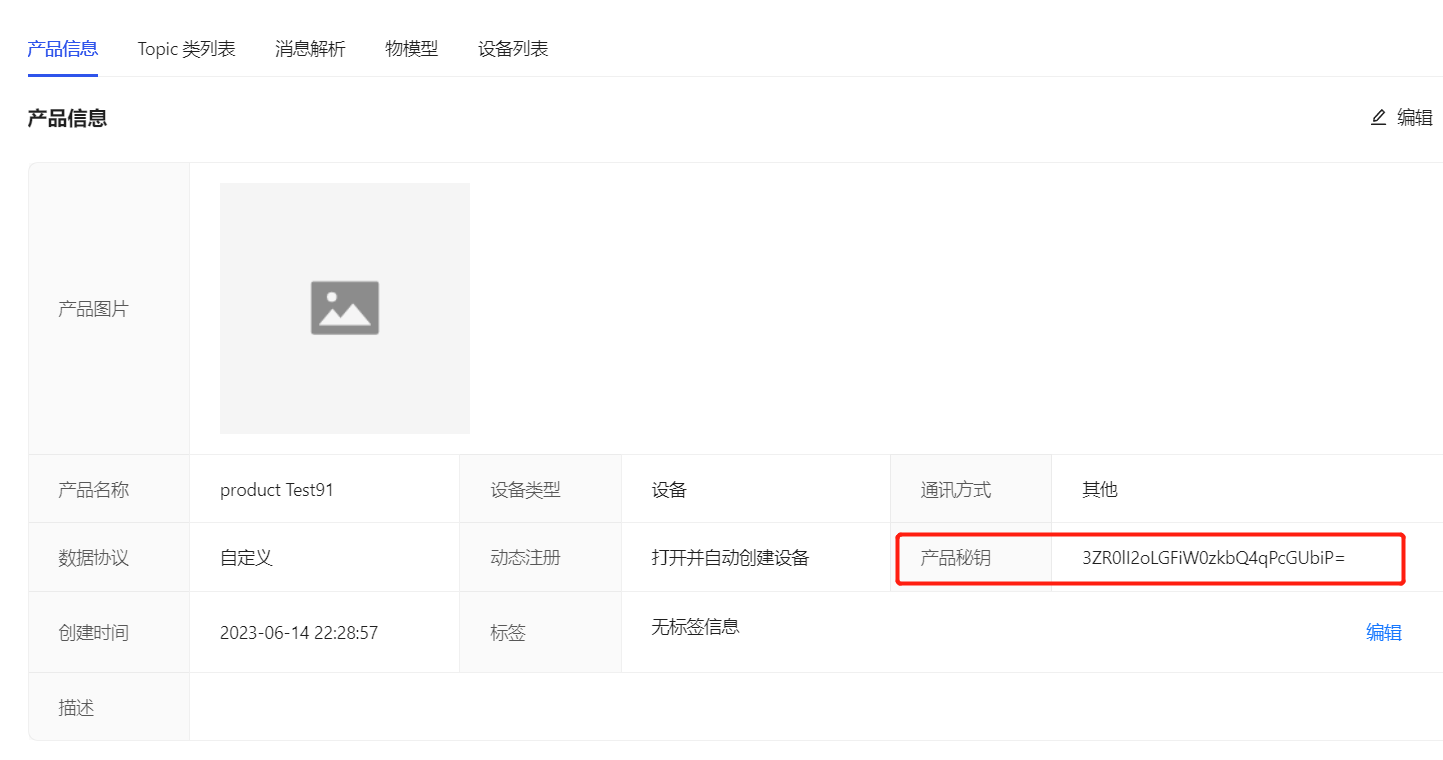 产品信息 Topic 类列表 消息解析 物模型 设备列表
产品信息 编辑
产品图片
产品名称 product Test91 设备类型 设备 通讯方式 其他
数据协议 自定义 动态注册 打开并自动创建设备 产品秘钥 3ZR0lI2oLGFiW0zkbQ4qPcGUbiP=
创建时间 2023-06-14 22:28:57 标签 无标签信息 编辑
描述